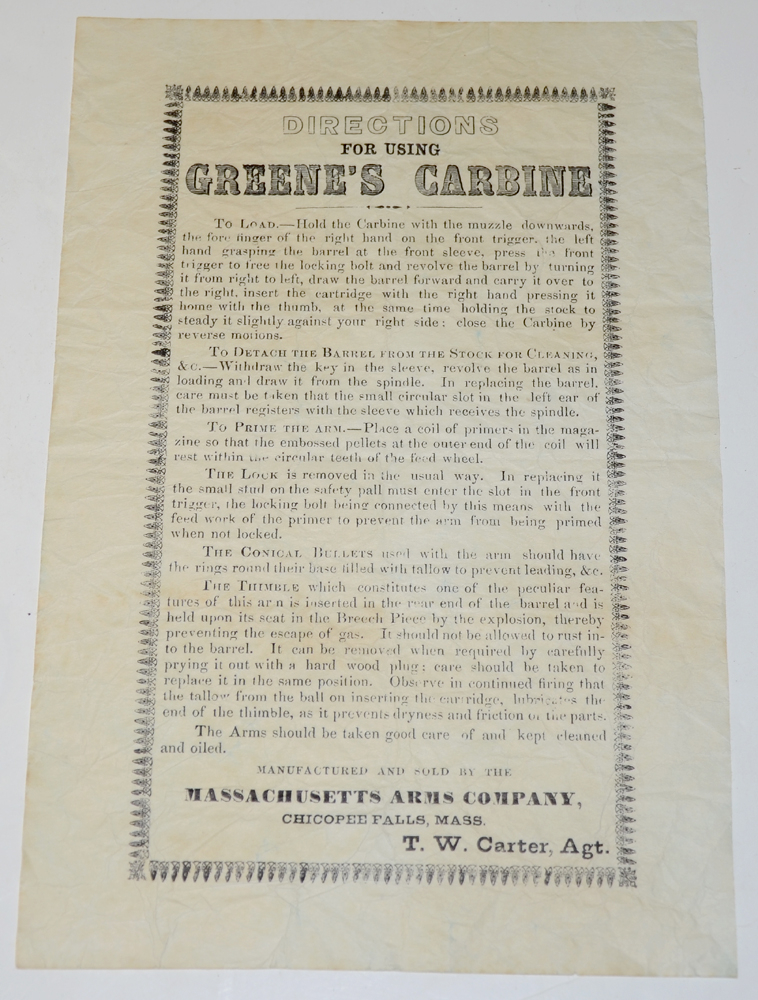 DIRECTIONS
FOR USING
GREENE'S CARBINE
TO LOAD.—Hold the Carbine with the muzzle downwards,
the fore finger of the right hand on the front trigger, the left
hand grasping the barrel at the front sleeve, press the front
trigger to free the locking bolt and revolve the barrel by turning
it from right to left, draw the barrel forward and carry it over to
the right, insert the cartridge with the right hand pressing it
home with the thumb, at the same time holding the stock to
steady it slightly against your right side; close the Carbine by
reverse motions.
TO DETACH THE BARREL FROM THE STOCK FOR CLEANING,
&C.—Withdraw the key in the sleeve, revolve the barrel as in
loading and draw it from the spindle. In replacing the barrel,
care must be taken that the small circular slot in the left ear of
the barrel registers with the sleeve which receives the spindle.
TO PRIME THE ARM.—Place a coil of primers in the maga-
zine so that the embossed pellets at the outer end of the coil will
rest within the circular teeth of the feed wheel.
THE LOCK is removed in the usual way. In replacing it
the small stud on the safety pall must enter the slot in the front
trigger, the locking bolt being connected by this means with the
feed work of the primer to prevent the arm from being primed
when not locked.
THE CONICAL BULLETS used with the arm should have
the rings round their base filled with tallow to prevent leading, &c.
THE THIMBLE which constitutes one of the peculiar fea-
tures of this arm is inserted in the rear end of the barrel and is
held upon its seat in the Breech Piece by the explosion, thereby
preventing the escape of gas. It should not be allowed to rust in-
to the barrel. It can be removed when required by carefully
prying it out with a hard wood plug; care should be taken to
replace it in the same position. Observe in continued firing that
the tallow from the ball on inserting the cartridge, lubricates the
end of the thimble, as it prevents dryness and friction of the parts.
The Arms should be taken good care of and kept cleaned
and oiled.
MANUFACTURED AND SOLD BY THE
MASSACHUSETTS ARMS COMPANY,
CHICOPEE FALLS, MASS.
T. W. Carter, Agt.